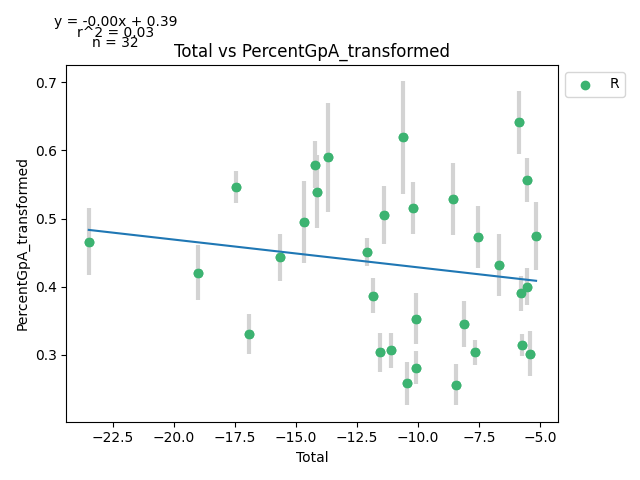 y = -0.00x + 0.39
r^2 = 0.03
n = 32
Total vs PercentGpA_transformed
R
PercentGpA_transformed
0.7
0.6
0.5
0.4
0.3
−22.5 −20.0 −17.5 −15.0 −12.5 −10.0 −7.5 −5.0
Total